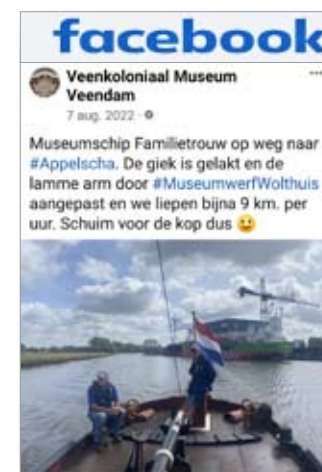 facebook
Veenkoloniaal Museum
Veendam
7 aug. 2022 ·
Museumschip Familietrouw op weg naar
#Appelscha. De giek is gelakt en de
lamme arm door #MuseumwerfWolthuis
aangepast en we liepen bijna 9 km. per
uur. Schuim voor de kop dus 😃